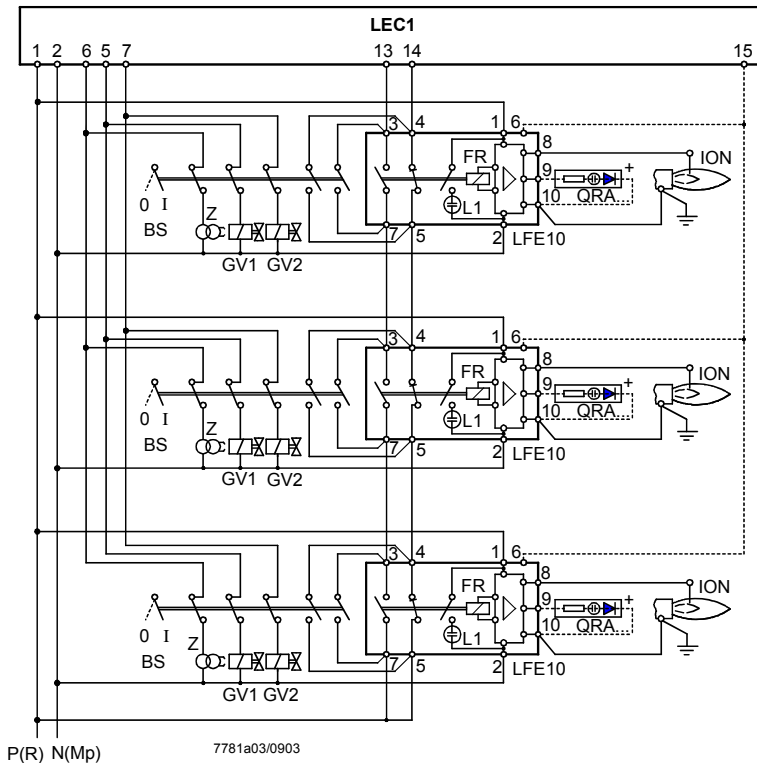 LEC1
1 2 6 5 7 13 14 15
3 4 1 6
8
FR
ION
9 +
0 I Z L1 10 QRA...
BS
7 5 2 LFE10
GV1 GV2
3 4 1 6
8
FR
ION
9 +
0 I Z L1 10 QRA...
BS
7 5 2 LFE10
GV1 GV2
3 4 1 6
8
FR
ION
9 +
0 I Z L1 10 QRA...
BS
7 5 2 LFE10
GV1 GV2
P(R) N(Mp) 7781a03/0903